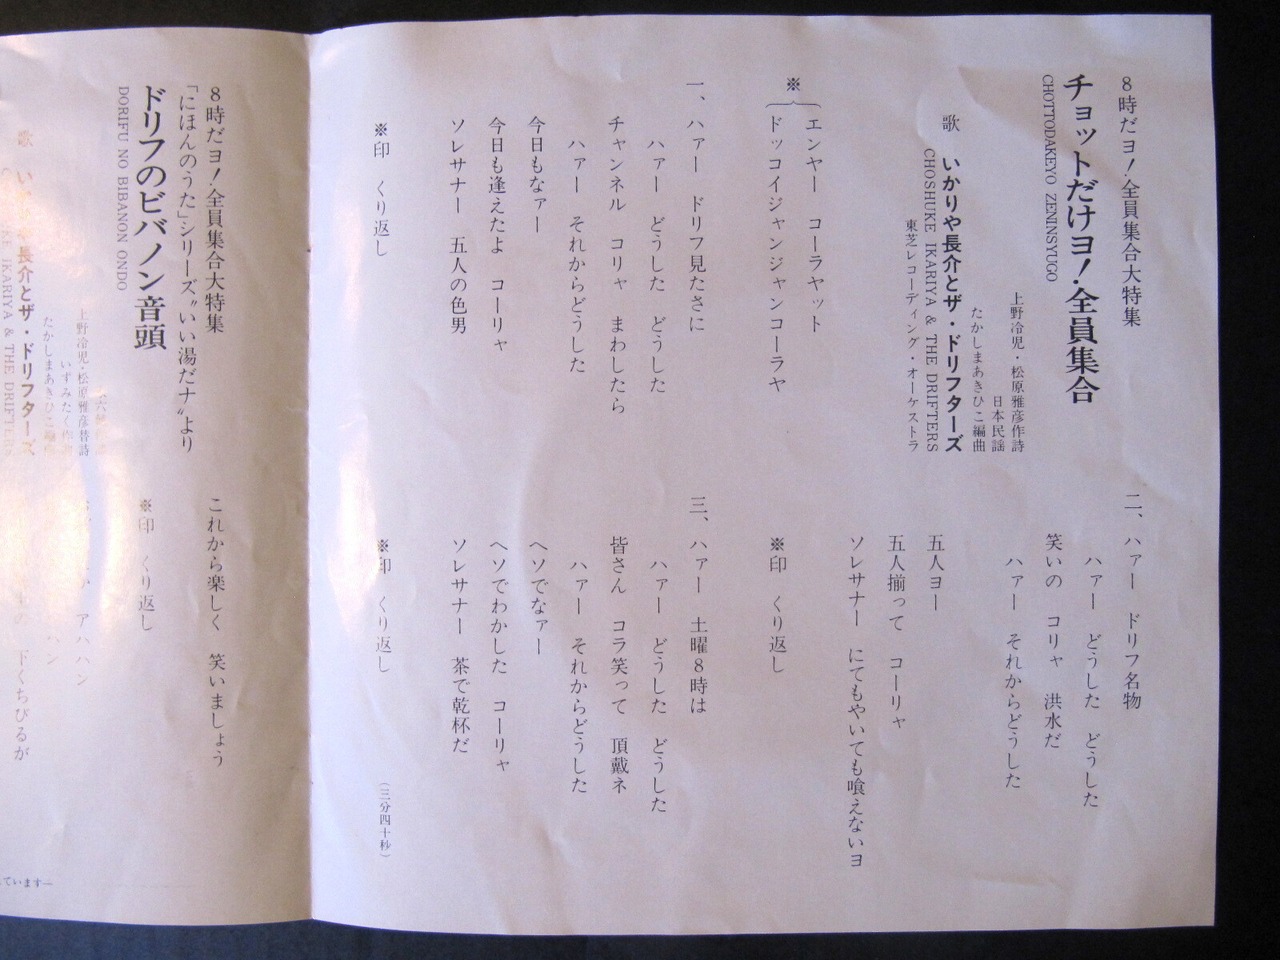 8時だヨ!全員集合大特集
チョットだけヨ!全員集合
CHOTTODAKEYO ZENINSYUGO
上野冷児・松原雅彦作詩
日本民謡
たかしまあきひこ編曲
歌 いかりや長介とザ・ドリフターズ
CHOSHUKE IKARIYA & THE DRIFTERS
東芝レコーディング・オーケストラ
※
エンヤー コーラヤット
ドッコイジャンジャンコーラヤ
一、ハァー ドリフ見たさに
ハァー どうした どうした
チャンネル コリャ まわしたら
ハァー それからどうした
今日もなァー
今日も逢えたよ コーリャ
ソレサナー 五人の色男
※印 くり返し
二、ハァー ドリフ名物
ハァー どうした どうした
笑いの コリャ 洪水だ
ハァー それからどうした
五人ヨー
五人揃って コーリャ
ソレサナー にてもやいても喰えないヨ
※印 くり返し
三、ハァー 土曜8時は
ハァー どうした どうした
皆さん コラ笑って 頂戴ネ
ハァー それからどうした
ヘソでなァー
ヘソでわかした コーリャ
ソレサナー 茶で乾杯だ
※印 くり返し
(三分四十秒)
8時だヨ!全員集合大特集
「にほんのうた」シリーズ〝いい湯だナ〟より
ドリフのビバノン音頭
DORIFU NO BIBANON ONDO
上野冷児・松原雅彦替詩
いずみたく作曲
たかしまあきひこ編曲
歌 いかりや長介とザ・ドリフターズ
IKARIYA & THE DRIFTERS
これから楽しく 笑いましょう
※印 くり返し
アハハン
ハン
下くちびるが
ています—